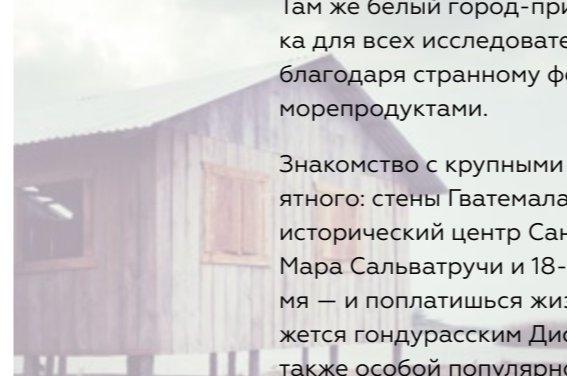 Там же белый город-при
ка для всех исследовате
благодаря странному фе
морепродуктами.
Знакомство с крупными
ятного: стены Гватемала
исторический центр Сан
Мара Сальватручи и 18-
мя — и поплатишься жиз
жется гондурасским Дис
также особой популярно